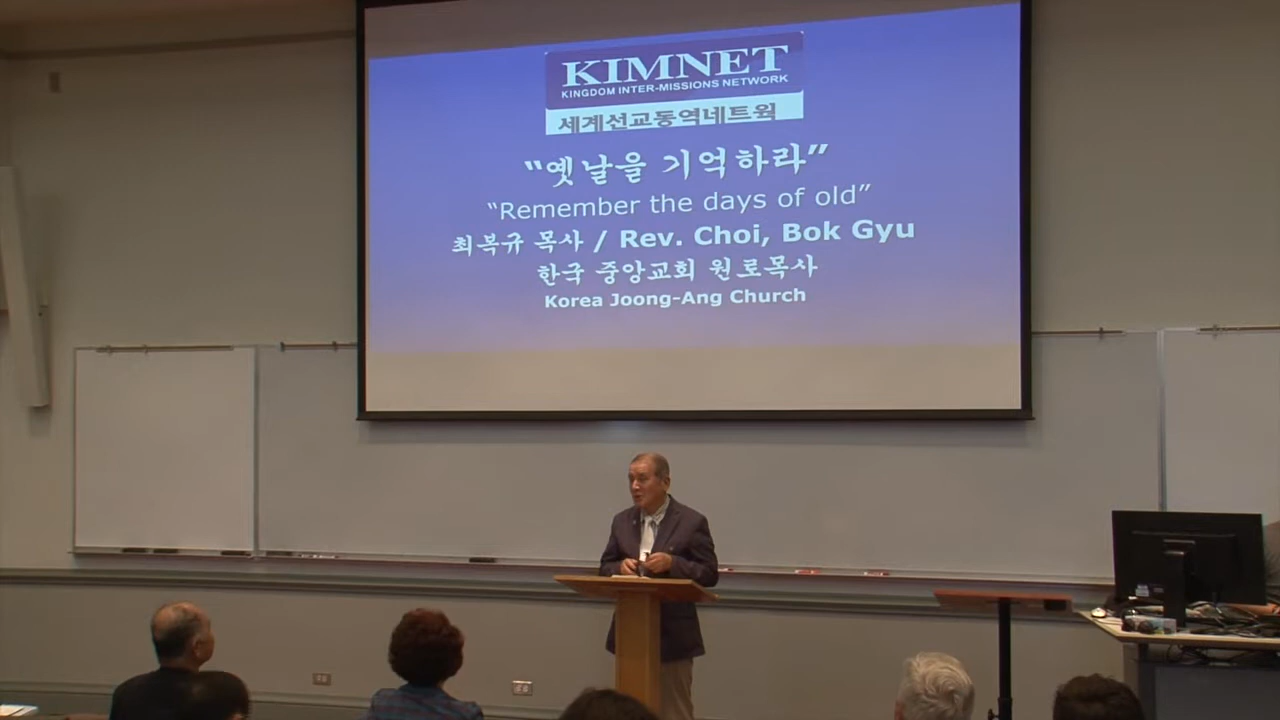 KIMNET
KINGDOM INTER-MISSIONS NETWORK
세계선교동역네트웍
“옛날을 기억하라”
“Remember the days of old”
최복규 목사 / Rev. Choi, Bok Gyu
한국 중앙교회 원로목사
Korea Joong-Ang Church